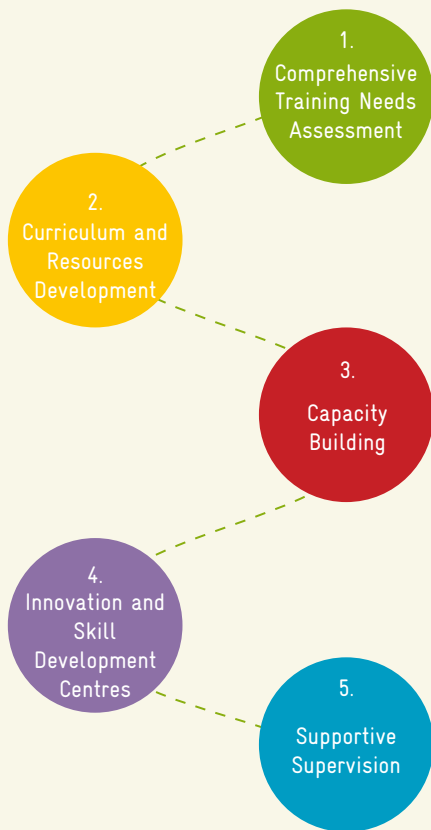 1.
Comprehensive
Training Needs
Assessment
2.
Curriculum and
Resources
Development
3.
Capacity
Building
4.
Innovation and
Skill
Development
Centres
5.
Supportive
Supervision